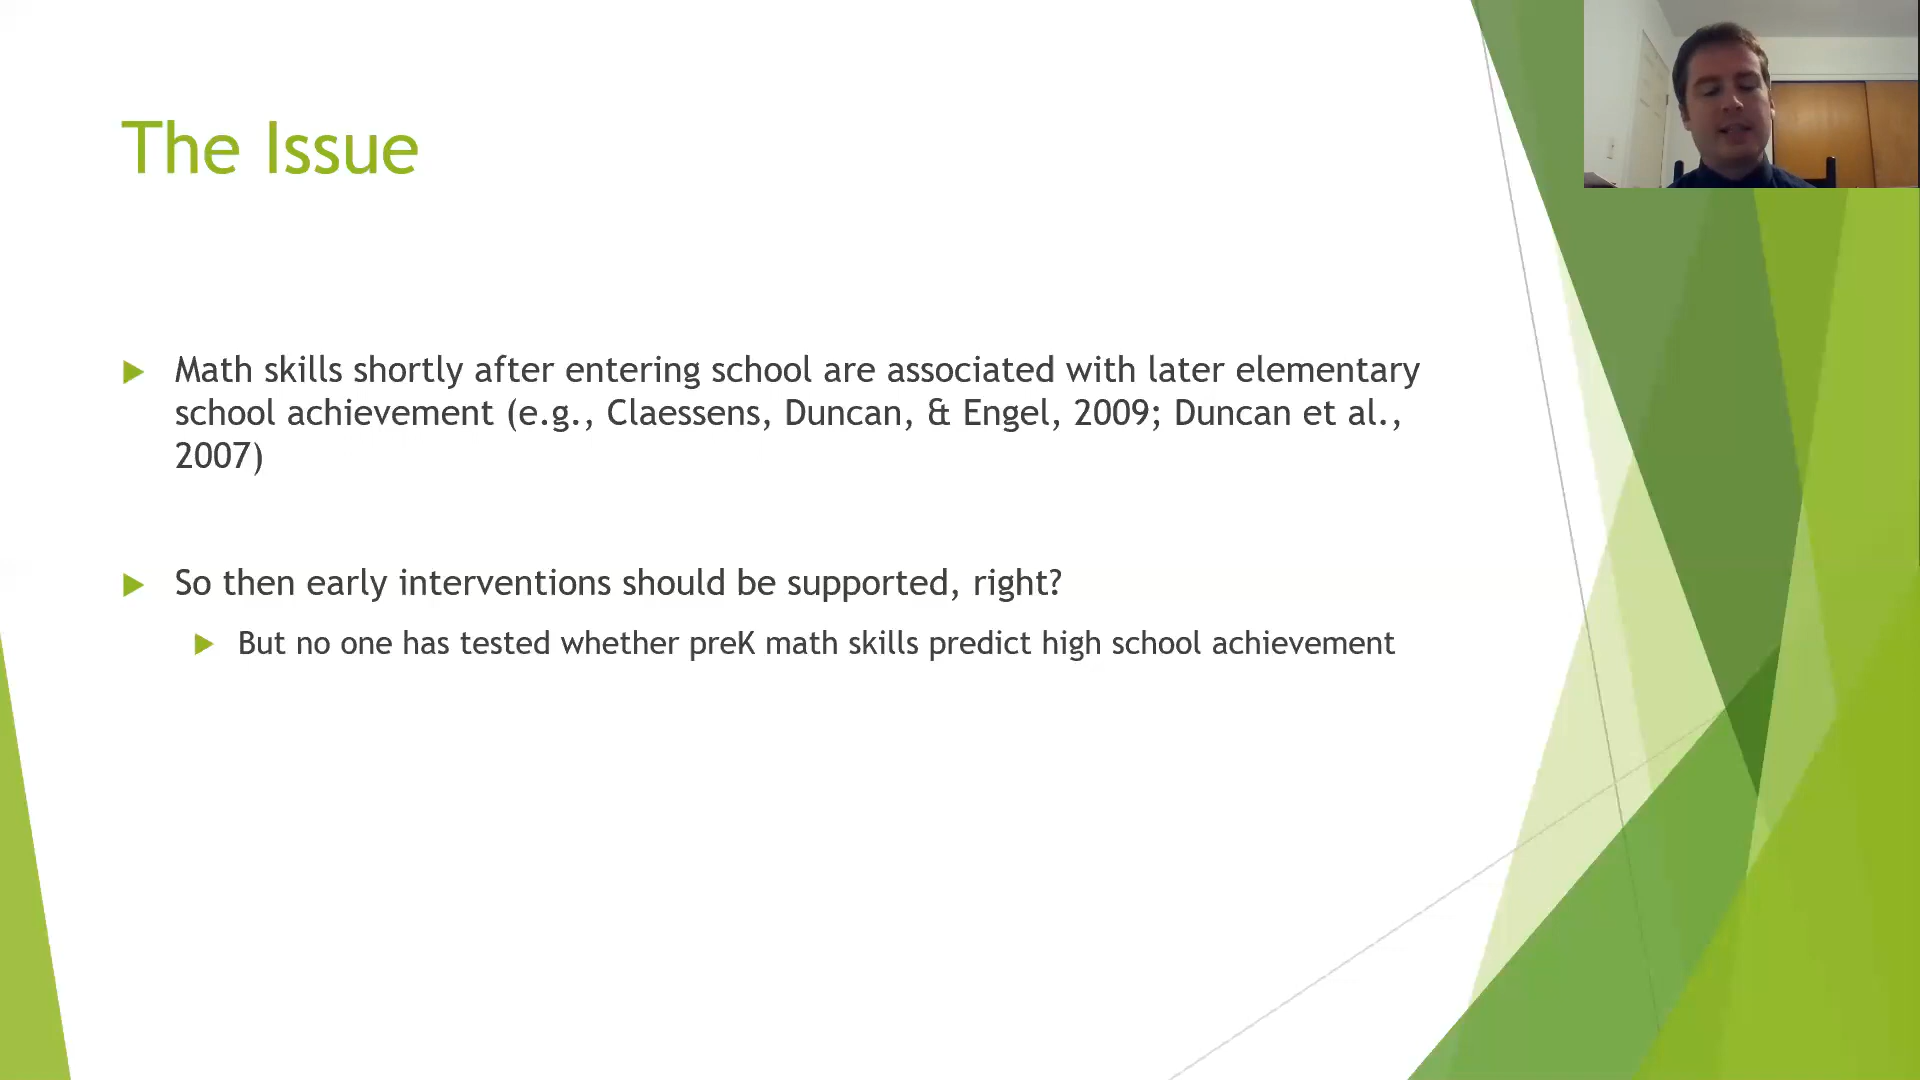 The Issue
Math skills shortly after entering school are associated with later elementary
school achievement (e.g., Claessens, Duncan, & Engel, 2009; Duncan et al.,
2007)
So then early interventions should be supported, right?
But no one has tested whether preK math skills predict high school achievement